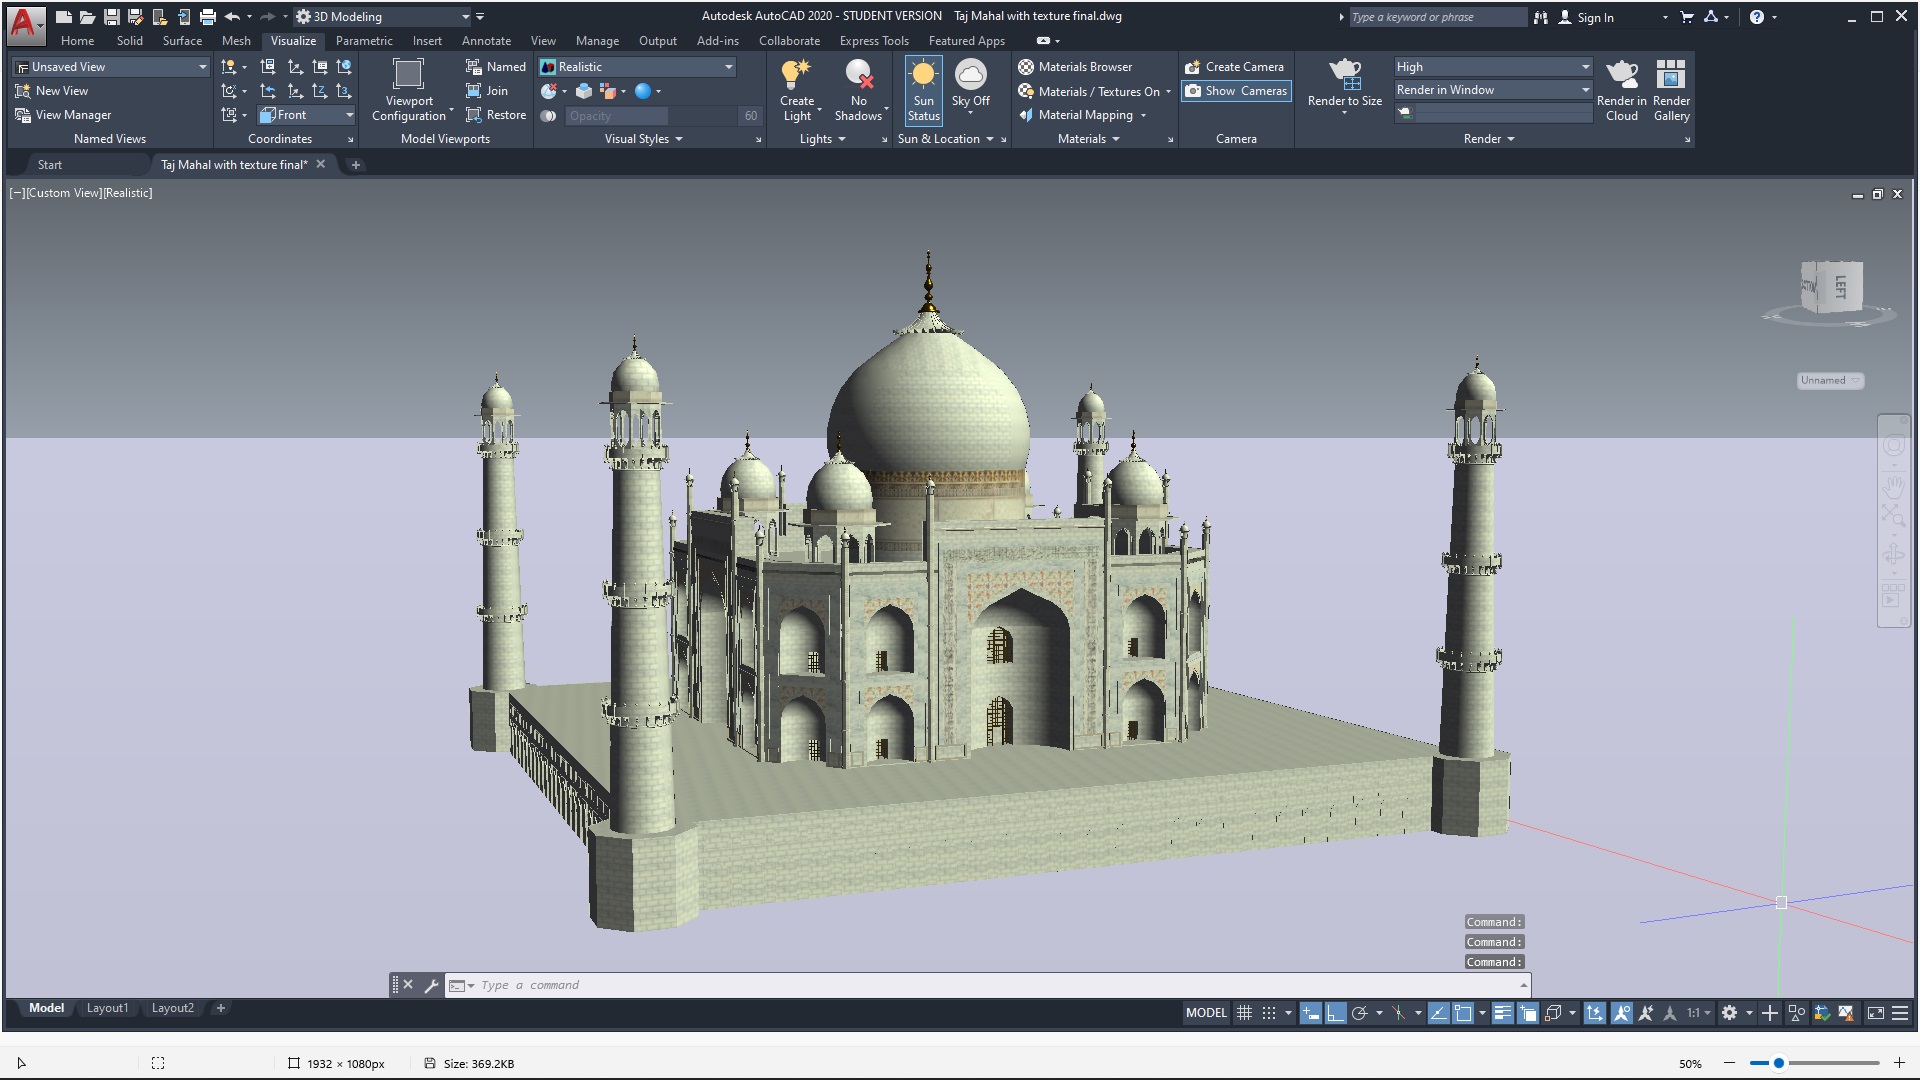 3D Modeling
Autodesk AutoCAD 2020 - STUDENT VERSION Taj Mahal with texture final.dwg
Type a keyword or phrase
Sign In
Home Solid Surface Mesh Visualize Parametric Insert Annotate View Manage Output Add-ins Collaborate Express Tools Featured Apps
Unsaved View
New View
View Manager
Named Views
Front
Coordinates
Viewport
Configuration
Named
Join
Restore
Model Viewports
Realistic
Opacity 60
Visual Styles
Create
Light
No
Shadows
Lights
Sun
Status
Sky Off
Sun & Location
Materials Browser
Materials / Textures On
Material Mapping
Materials
Create Camera
Show Cameras
Camera
Render to Size
High
Render in Window
Render in
Cloud
Render
Gallery
Render
Start
Taj Mahal with texture final*
[−][Custom View][Realistic]
LEFT
Unnamed
Command:
Command:
Command:
Type a command
Model Layout1 Layout2
MODEL
1:1
1932 × 1080px
Size: 369.2KB
50%